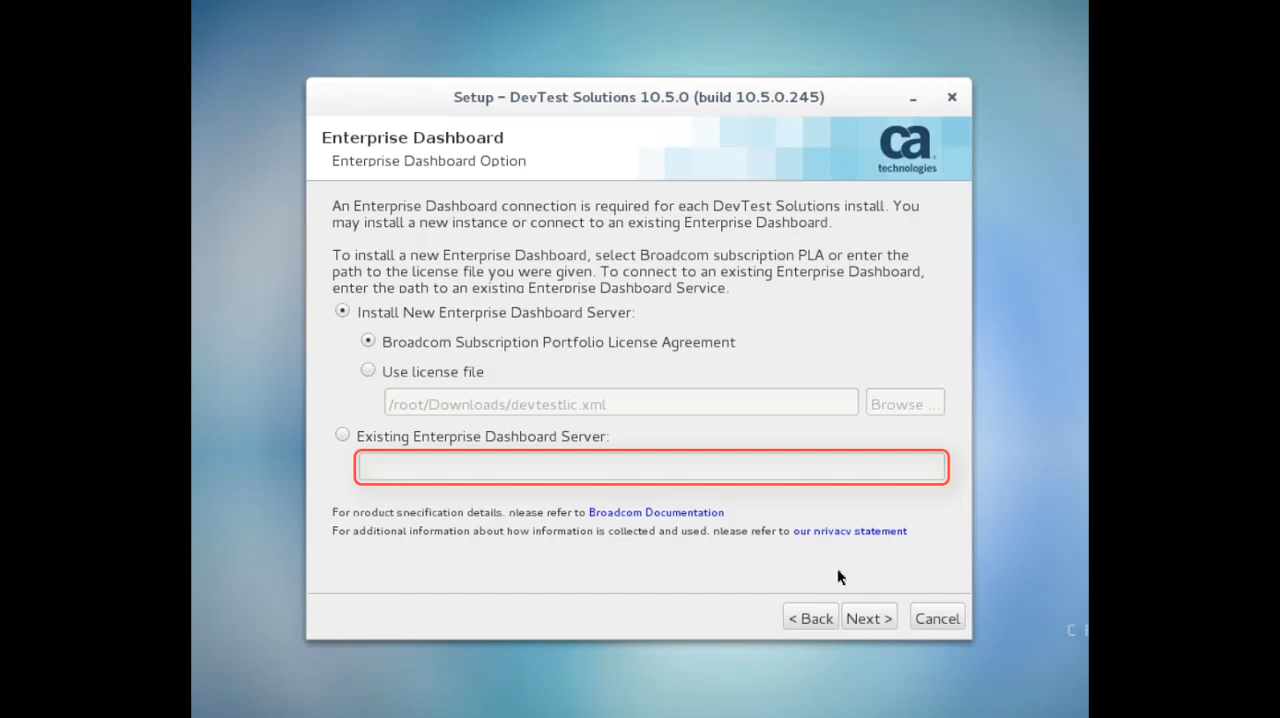 Setup – DevTest Solutions 10.5.0 (build 10.5.0.245)
Enterprise Dashboard
Enterprise Dashboard Option
ca
technologies
An Enterprise Dashboard connection is required for each DevTest Solutions install. You
may install a new instance or connect to an existing Enterprise Dashboard.
To install a new Enterprise Dashboard, select Broadcom subscription PLA or enter the
path to the license file you were given. To connect to an existing Enterprise Dashboard,
enter the path to an existing Enterprise Dashboard Service.
Install New Enterprise Dashboard Server:
Broadcom Subscription Portfolio License Agreement
Use license file
/root/Downloads/devtestlic.xml
Browse ...
Existing Enterprise Dashboard Server:
For product specification details, please refer to Broadcom Documentation
For additional information about how information is collected and used, please refer to our privacy statement
< Back
Next >
Cancel
C E